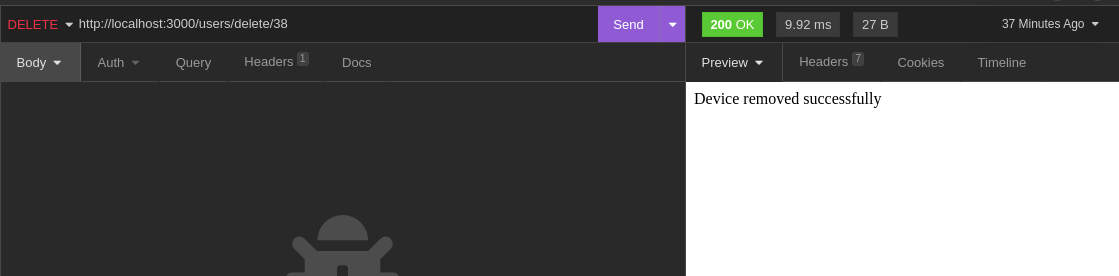 DELETE http://localhost:3000/users/delete/38 Send 200 OK 9.92 ms 27 B 37 Minutes Ago
Body Auth Query Headers 1 Docs Preview Headers 7 Cookies Timeline
Device removed successfully